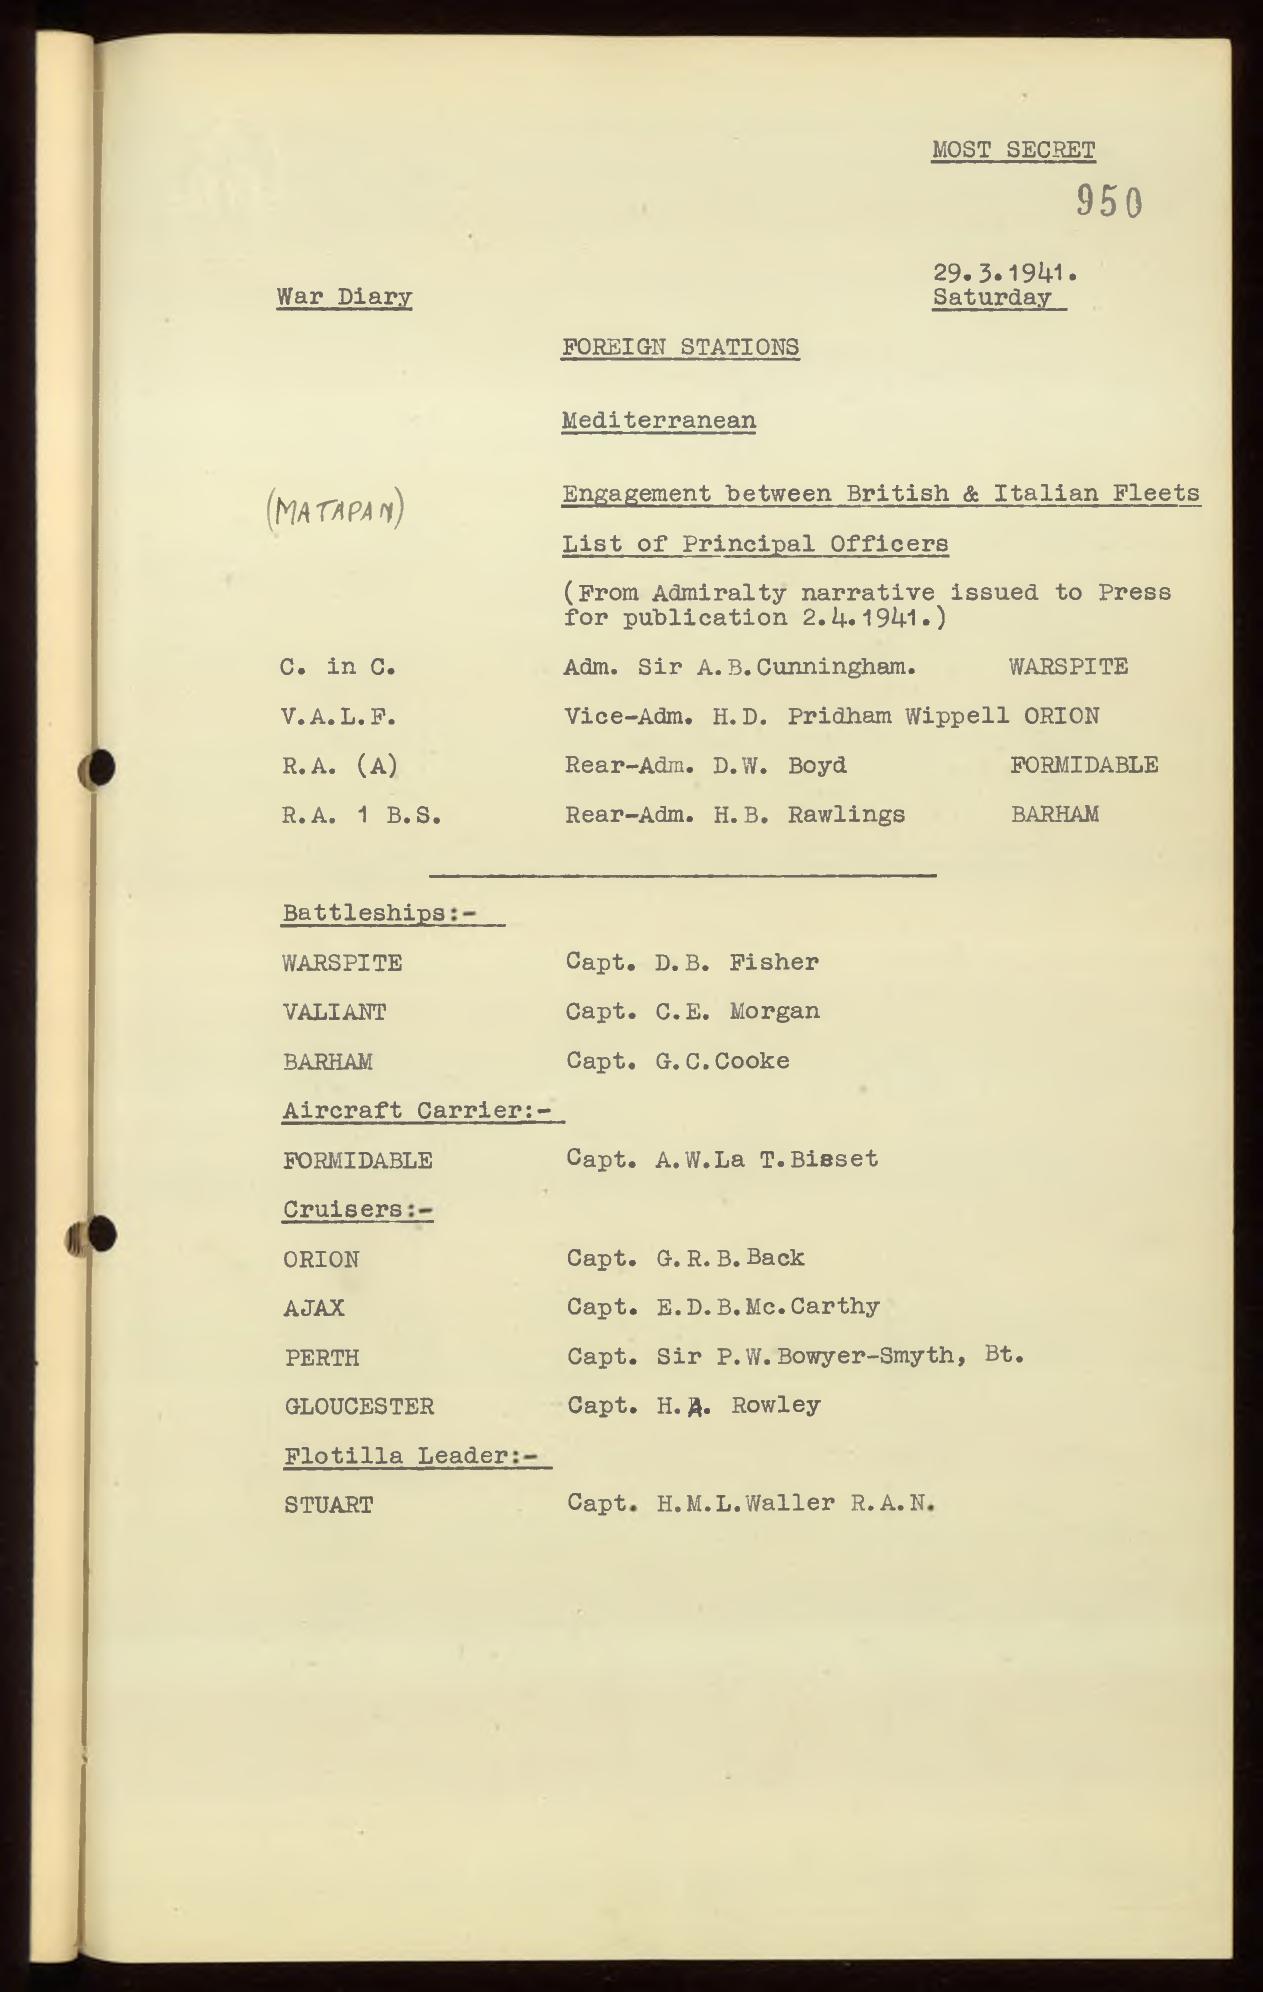 MOST SECRET
950
29.3.1941.
War Diary Saturday
FOREIGN STATIONS
Mediterranean
(MATAPAN) Engagement between British & Italian Fleets
List of Principal Officers
(From Admiralty narrative issued to Press
for publication 2.4.1941.)
C. in C. Adm. Sir A.B.Cunningham. WARSPITE
V.A.L.F. Vice-Adm. H.D. Pridham Wippell ORION
R.A. (A) Rear-Adm. D.W. Boyd FORMIDABLE
R.A. 1 B.S. Rear-Adm. H.B. Rawlings BARHAM
Battleships:-
WARSPITE Capt. D.B. Fisher
VALIANT Capt. C.E. Morgan
BARHAM Capt. G.C.Cooke
Aircraft Carrier:-
FORMIDABLE Capt. A.W.La T.Bisset
Cruisers:-
ORION Capt. G.R.B.Back
AJAX Capt. E.D.B.Mc.Carthy
PERTH Capt. Sir P.W.Bowyer-Smyth, Bt.
GLOUCESTER Capt. H.A. Rowley
Flotilla Leader:-
STUART Capt. H.M.L.Waller R.A.N.